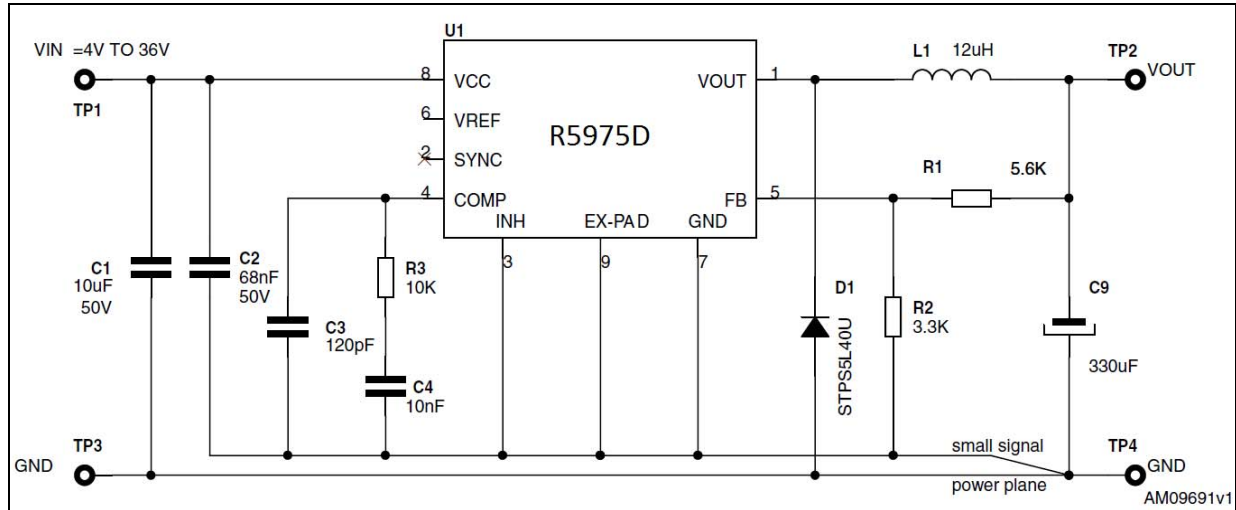 U1
VIN =4V TO 36V
TP1
8
VCC
6
VREF
2
SYNC
4
COMP
R5975D
INH
EX-PAD
GND
3
9
7
VOUT
1
FB
5
L1
12uH
TP2
VOUT
R1
5.6K
C1
10uF
50V
C2
68nF
50V
R3
10K
C3
120pF
C4
10nF
D1
STPS5L40U
R2
3.3K
C9
330uF
TP3
GND
small signal
power plane
TP4
GND
AM09691v1